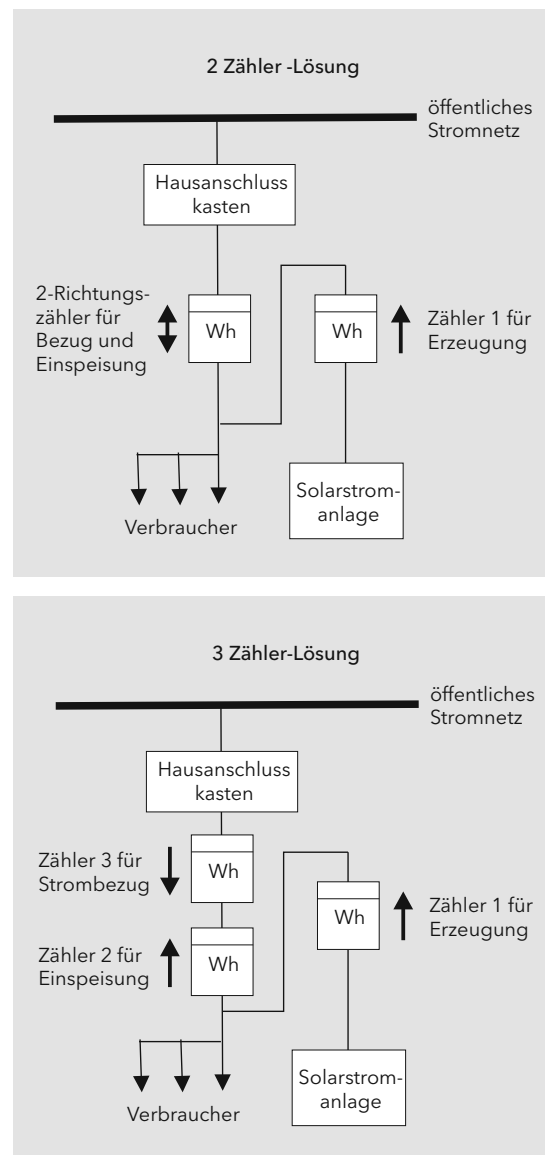 2 Zähler -Lösung
öffentliches
Stromnetz
Hausanschluss
kasten
2-Richtungs-
zähler für
Bezug und
Einspeisung
Wh
Wh
Zähler 1 für
Erzeugung
Verbraucher
Solarstrom-
anlage
3 Zähler-Lösung
öffentliches
Stromnetz
Hausanschluss
kasten
Zähler 3 für
Strombezug
Wh
Zähler 2 für
Einspeisung
Wh
Wh
Zähler 1 für
Erzeugung
Verbraucher
Solarstrom-
anlage